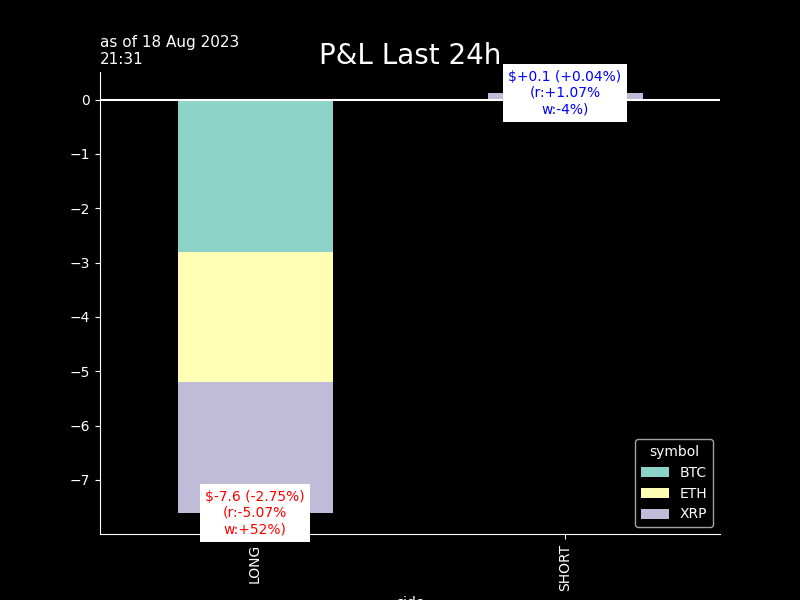 as of 18 Aug 2023
21:31
P&L Last 24h
$+0.1 (+0.04%)
(r:+1.07%
w:-4%)
0
−1
−2
−3
−4
−5
−6
−7
$-7.6 (-2.75%)
(r:-5.07%
w:+52%)
symbol
BTC
ETH
XRP
LONG
SHORT
side